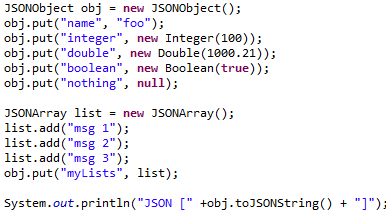 JSONObject obj = new JSONObject();
obj.put("name", "foo");
obj.put("integer", new Integer(100));
obj.put("double", new Double(1000.21));
obj.put("boolean", new Boolean(true));
obj.put("nothing", null);
JSONArray list = new JSONArray();
list.add("msg 1");
list.add("msg 2");
list.add("msg 3");
obj.put("myLists", list);
System.out.println("JSON [" +obj.toJSONString() + "]");